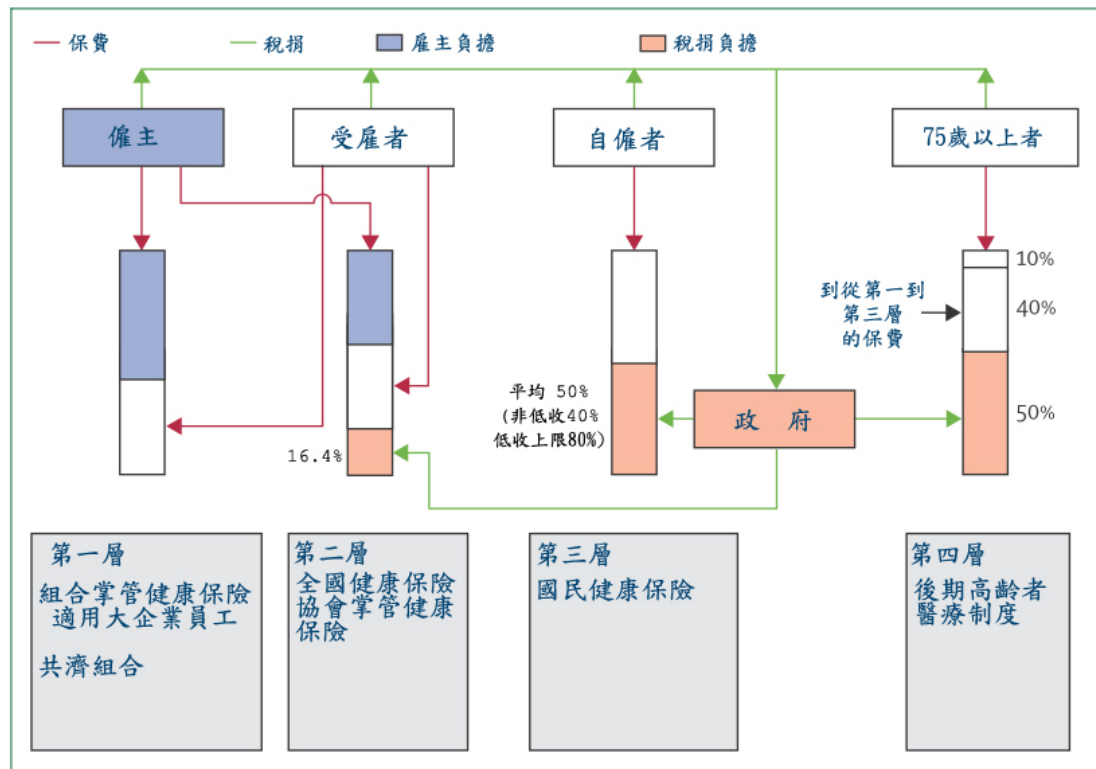 保費
稅捐
雇主負擔
稅捐負擔
僱主
受雇者
自僱者
75歲以上者
10%
到從第一到
第三層
的保費
40%
平均 50%
(非低收40%
低收上限80%)
政 府
50%
16.4%
第一層
組合掌管健康保險
適用大企業員工
共濟組合
第二層
全國健康保險
協會掌管健康
保險
第三層
國民健康保險
第四層
後期高齡者
醫療制度